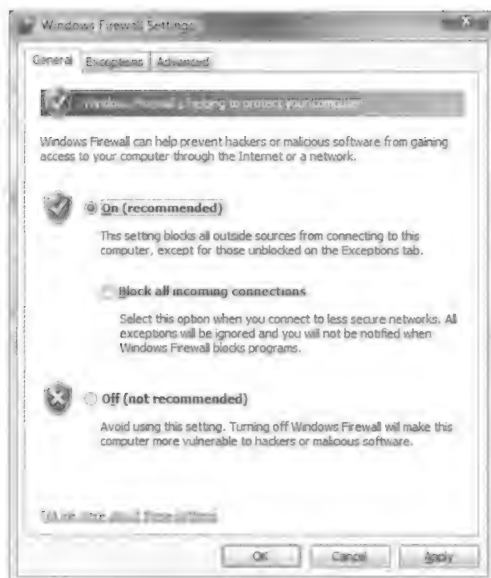 Windows Firewall Settings
General Exceptions Advanced
Windows Firewall is helping to protect your computer
Windows Firewall can help prevent hackers or malicious software from gaining
access to your computer through the Internet or a network.
On (recommended)
This setting blocks all outside sources from connecting to this
computer, except for those unblocked on the Exceptions tab.
Block all incoming connections
Select this option when you connect to less secure networks. All
exceptions will be ignored and you will not be notified when
Windows Firewall blocks programs.
Off (not recommended)
Avoid using this setting. Turning off Windows Firewall will make this
computer more vulnerable to hackers or malicious software.
more about these settings
OK Cancel Apply